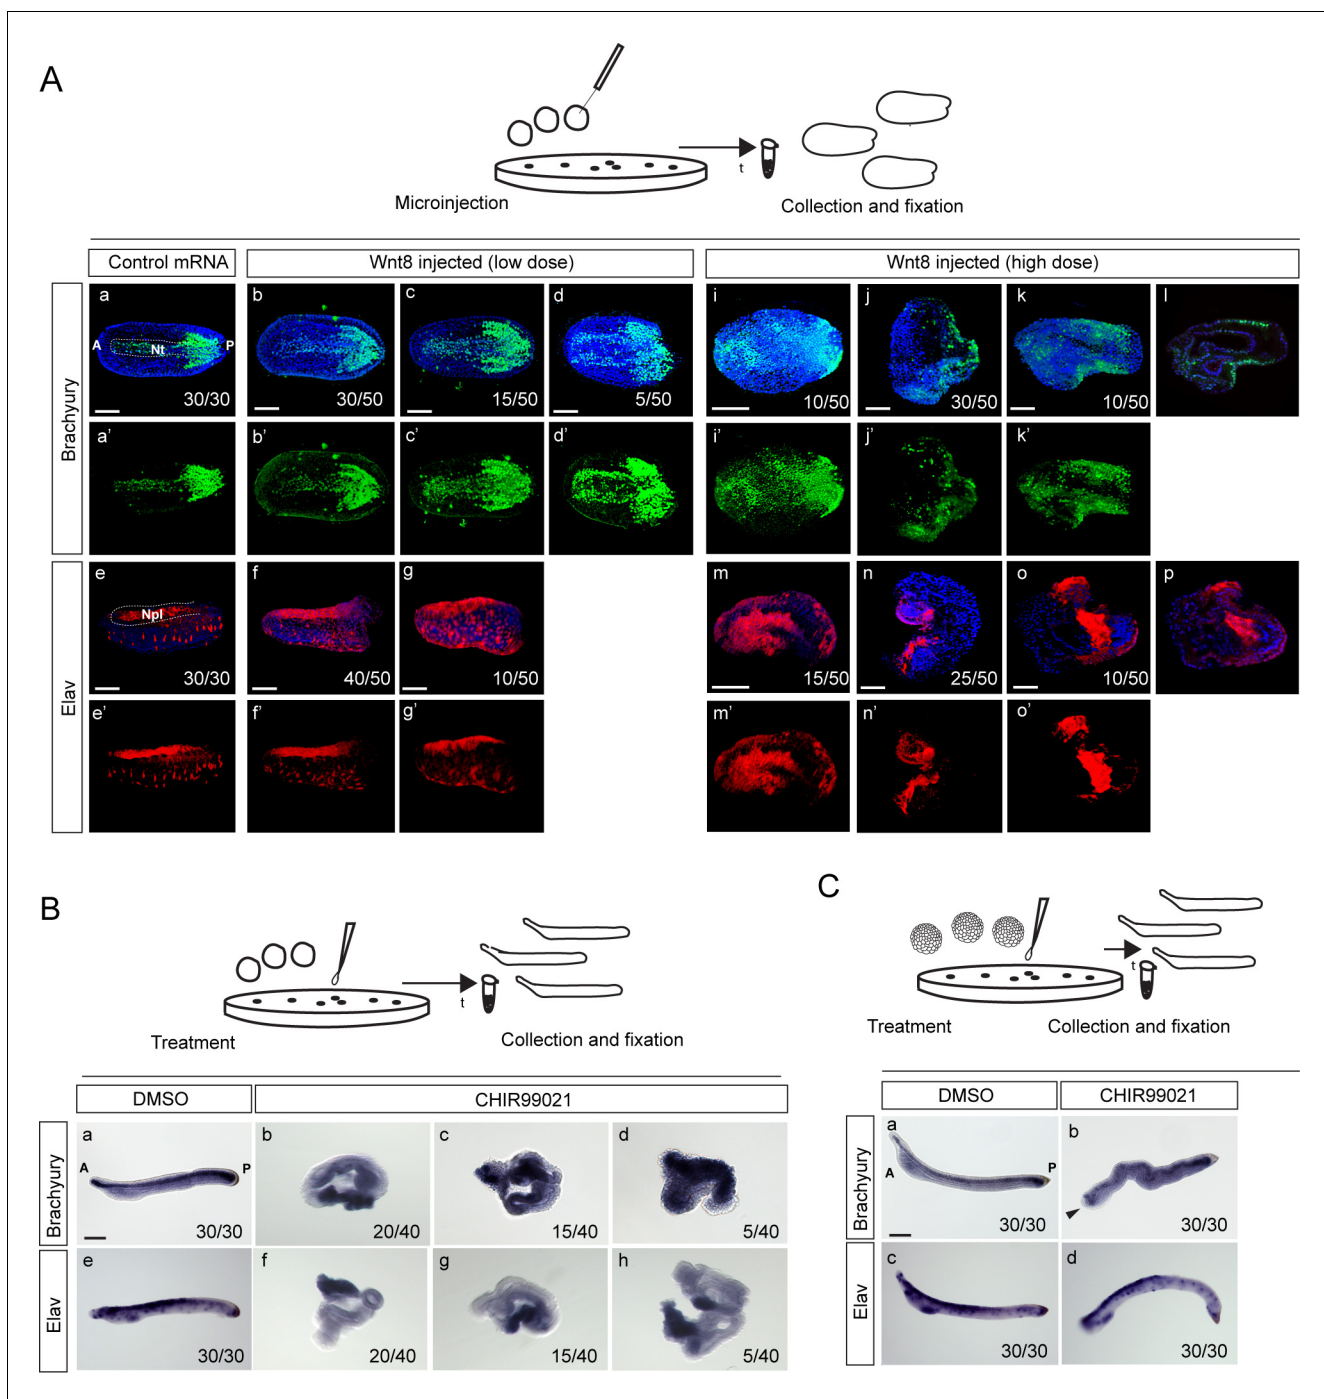 A
t
Microinjection
Collection and fixation
Control mRNA
Wnt8 injected (low dose)
Wnt8 injected (high dose)
Brachyury
a
A
Nt
P
30/30
b
30/50
c
15/50
d
5/50
i
10/50
j
30/50
k
10/50
l
a'
b'
c'
d'
i'
j'
k'
Elav
e
Npl
30/30
f
40/50
g
10/50
m
15/50
n
25/50
o
10/50
p
e'
f'
g'
m'
n'
o'
B
t
Treatment
Collection and fixation
DMSO
CHIR99021
Brachyury
a
A
P
30/30
b
20/40
c
15/40
d
5/40
Elav
e
30/30
f
20/40
g
15/40
h
5/40
C
t
Treatment
Collection and fixation
DMSO
CHIR99021
Brachyury
a
A
P
30/30
b
30/30
Elav
c
30/30
d
30/30